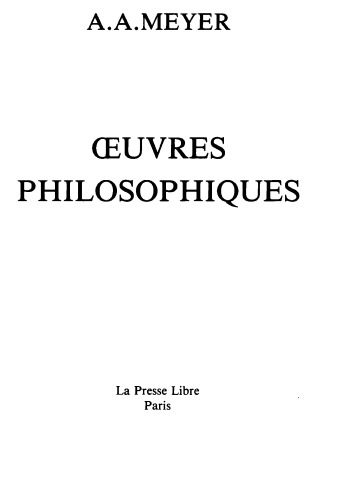 A.A.MEYER
ŒUVRES
PHILOSOPHIQUES
La Presse Libre
Paris